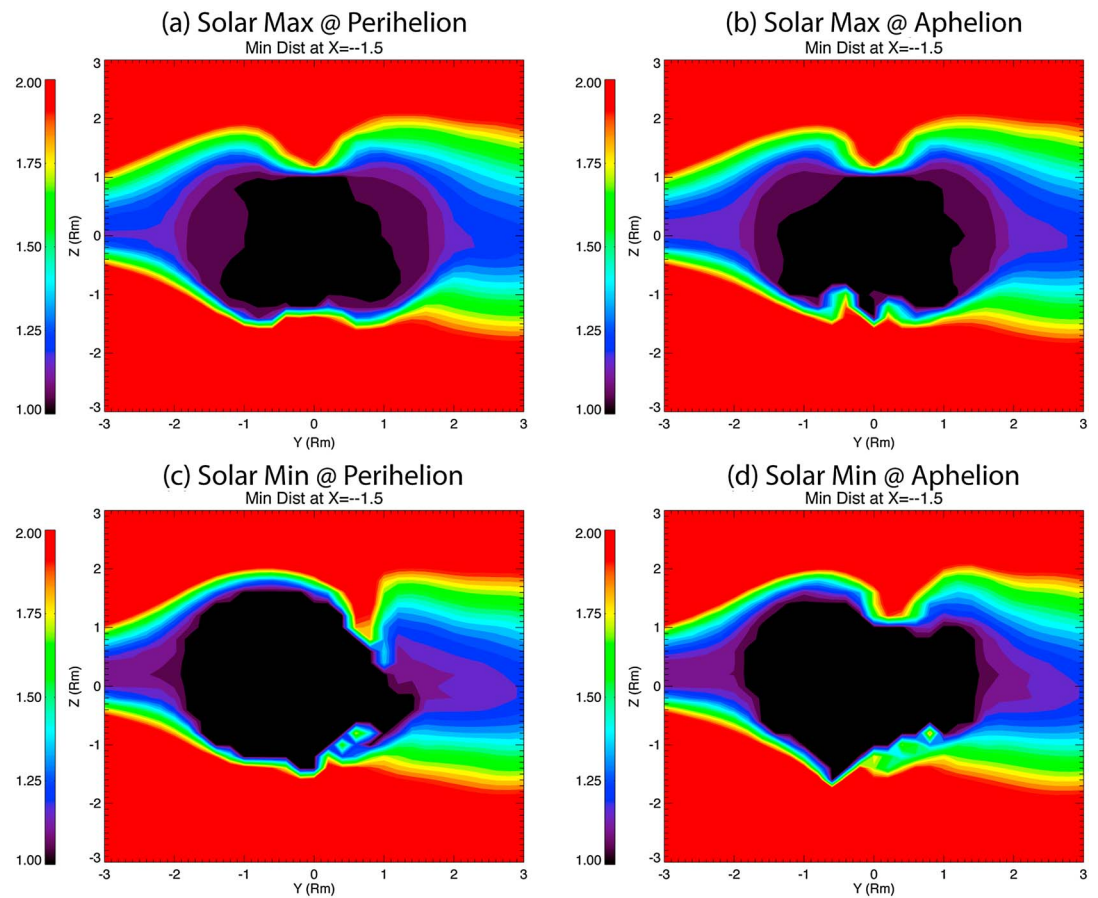 (a) Solar Max @ Perihelion
Min Dist at X=--1.5
2.00
1.75
1.50
1.25
1.00
Z (Rm)
3
2
1
0
-1
-2
-3
-3 -2 -1 0 1 2 3
Y (Rm)
(b) Solar Max @ Aphelion
Min Dist at X=--1.5
2.00
1.75
1.50
1.25
1.00
Z (Rm)
3
2
1
0
-1
-2
-3
-3 -2 -1 0 1 2 3
Y (Rm)
(c) Solar Min @ Perihelion
Min Dist at X=--1.5
2.00
1.75
1.50
1.25
1.00
Z (Rm)
3
2
1
0
-1
-2
-3
-3 -2 -1 0 1 2 3
Y (Rm)
(d) Solar Min @ Aphelion
Min Dist at X=--1.5
2.00
1.75
1.50
1.25
1.00
Z (Rm)
3
2
1
0
-1
-2
-3
-3 -2 -1 0 1 2 3
Y (Rm)